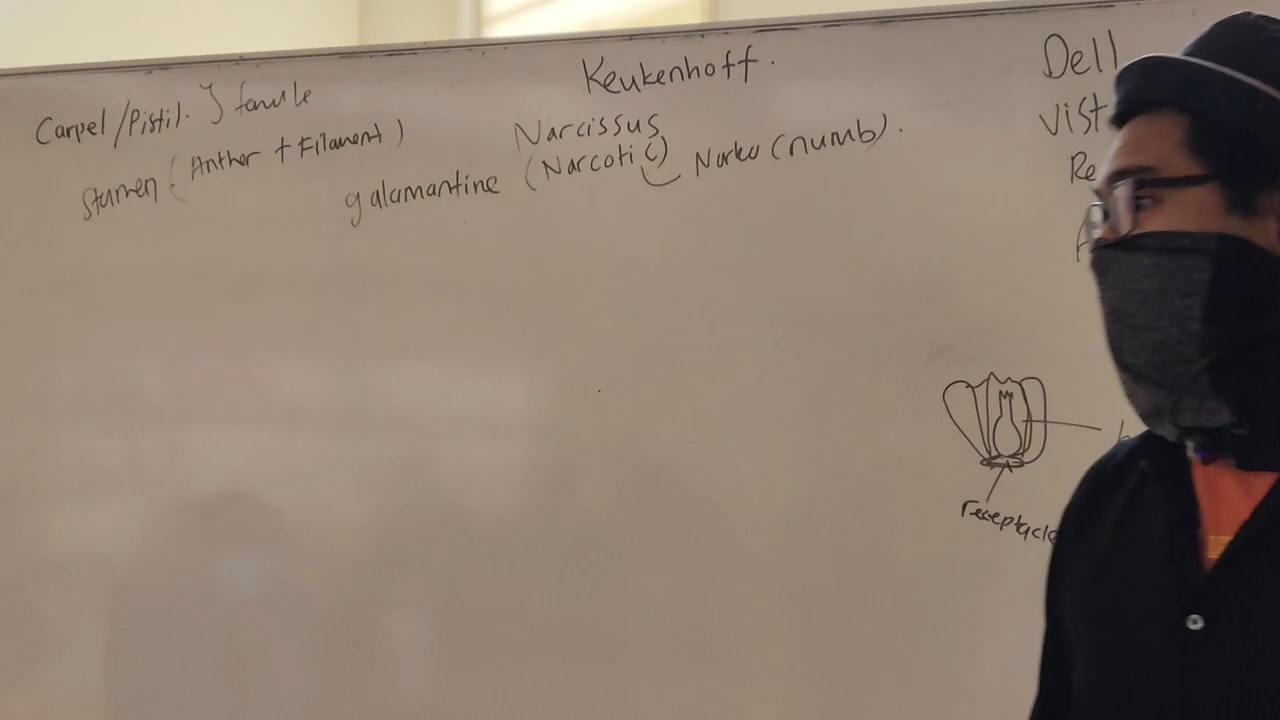 Carpel/Pistil. } female
Stamen (Anther + Filament)
Keukenhoff.
Narcissus
galamantine (Narcotic) Narko (numb).
Dell
Vist
Re
A
receptacle